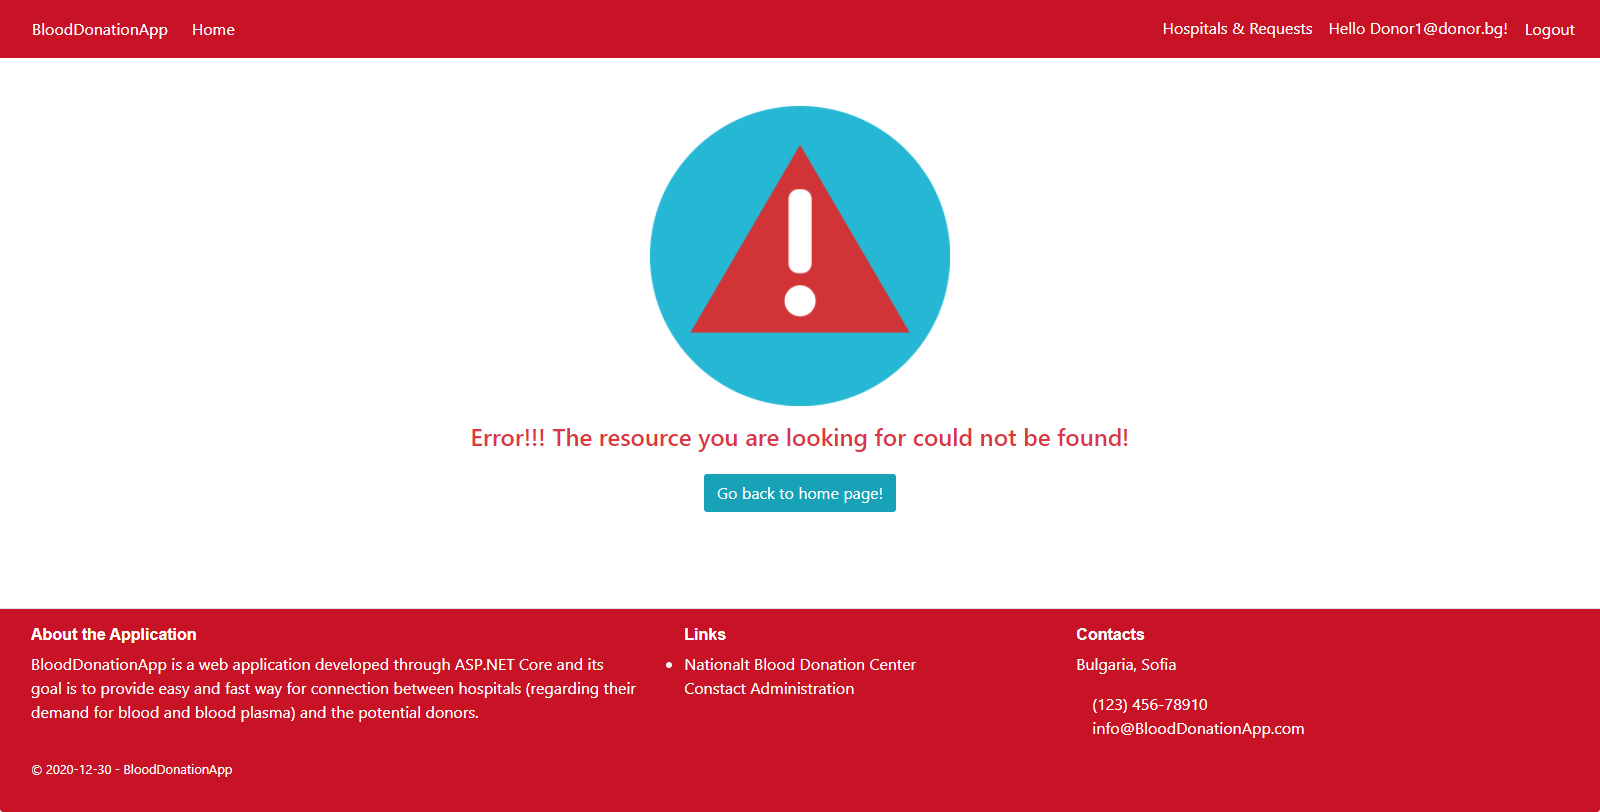 BloodDonationApp Home Hospitals & Requests Hello Donor1@donor.bg! Logout
Error!!! The resource you are looking for could not be found!
Go back to home page!
About the Application
BloodDonationApp is a web application developed through ASP.NET Core and its
goal is to provide easy and fast way for connection between hospitals (regarding their
demand for blood and blood plasma) and the potential donors.
Links
Nationalt Blood Donation Center
Constact Administration
Contacts
Bulgaria, Sofia
(123) 456-78910
info@BloodDonationApp.com
© 2020-12-30 - BloodDonationApp